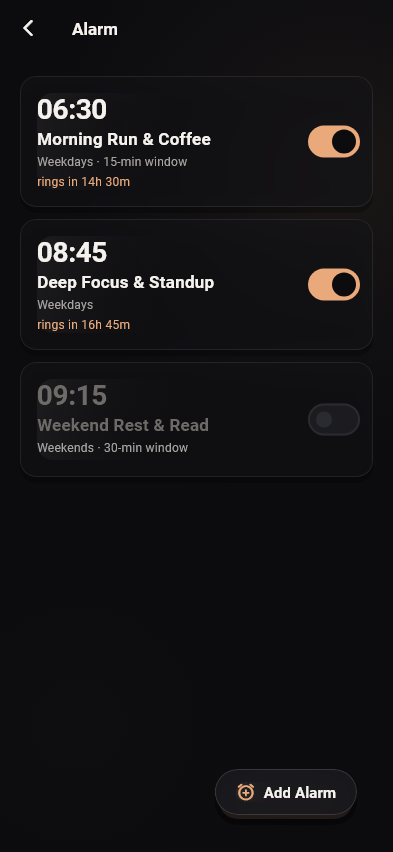 Alarm
06:30
Morning Run & Coffee
Weekdays · 15-min window
rings in 14h 30m
08:45
Deep Focus & Standup
Weekdays
rings in 16h 45m
09:15
Weekend Rest & Read
Weekends · 30-min window
Add Alarm